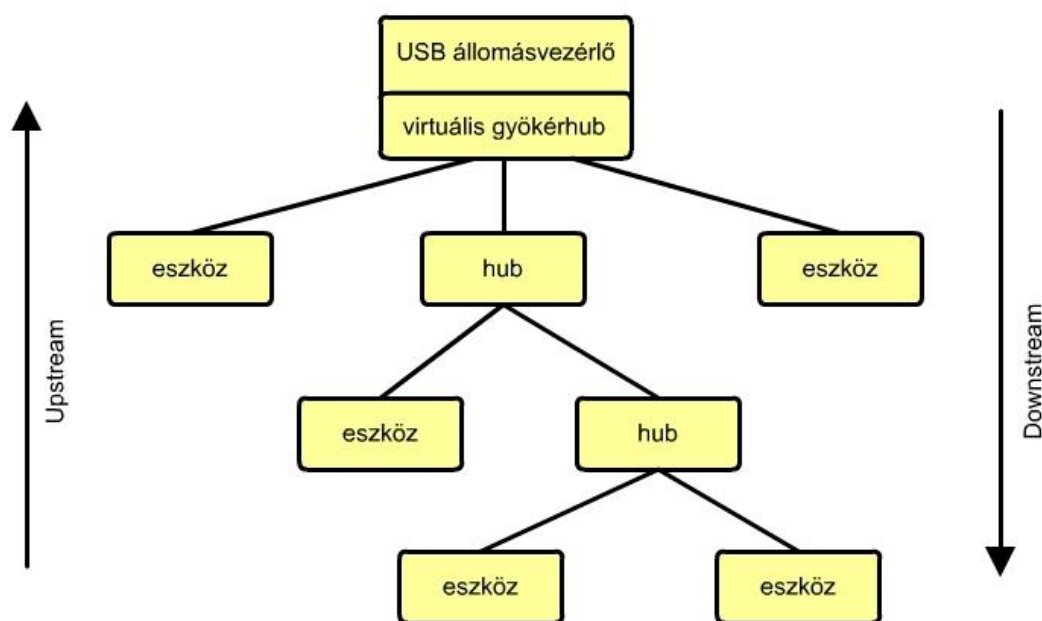 USB állomásvezérlő
virtuális gyökérhub
eszköz
hub
eszköz
Upstream
Downstream
eszköz
hub
eszköz
eszköz